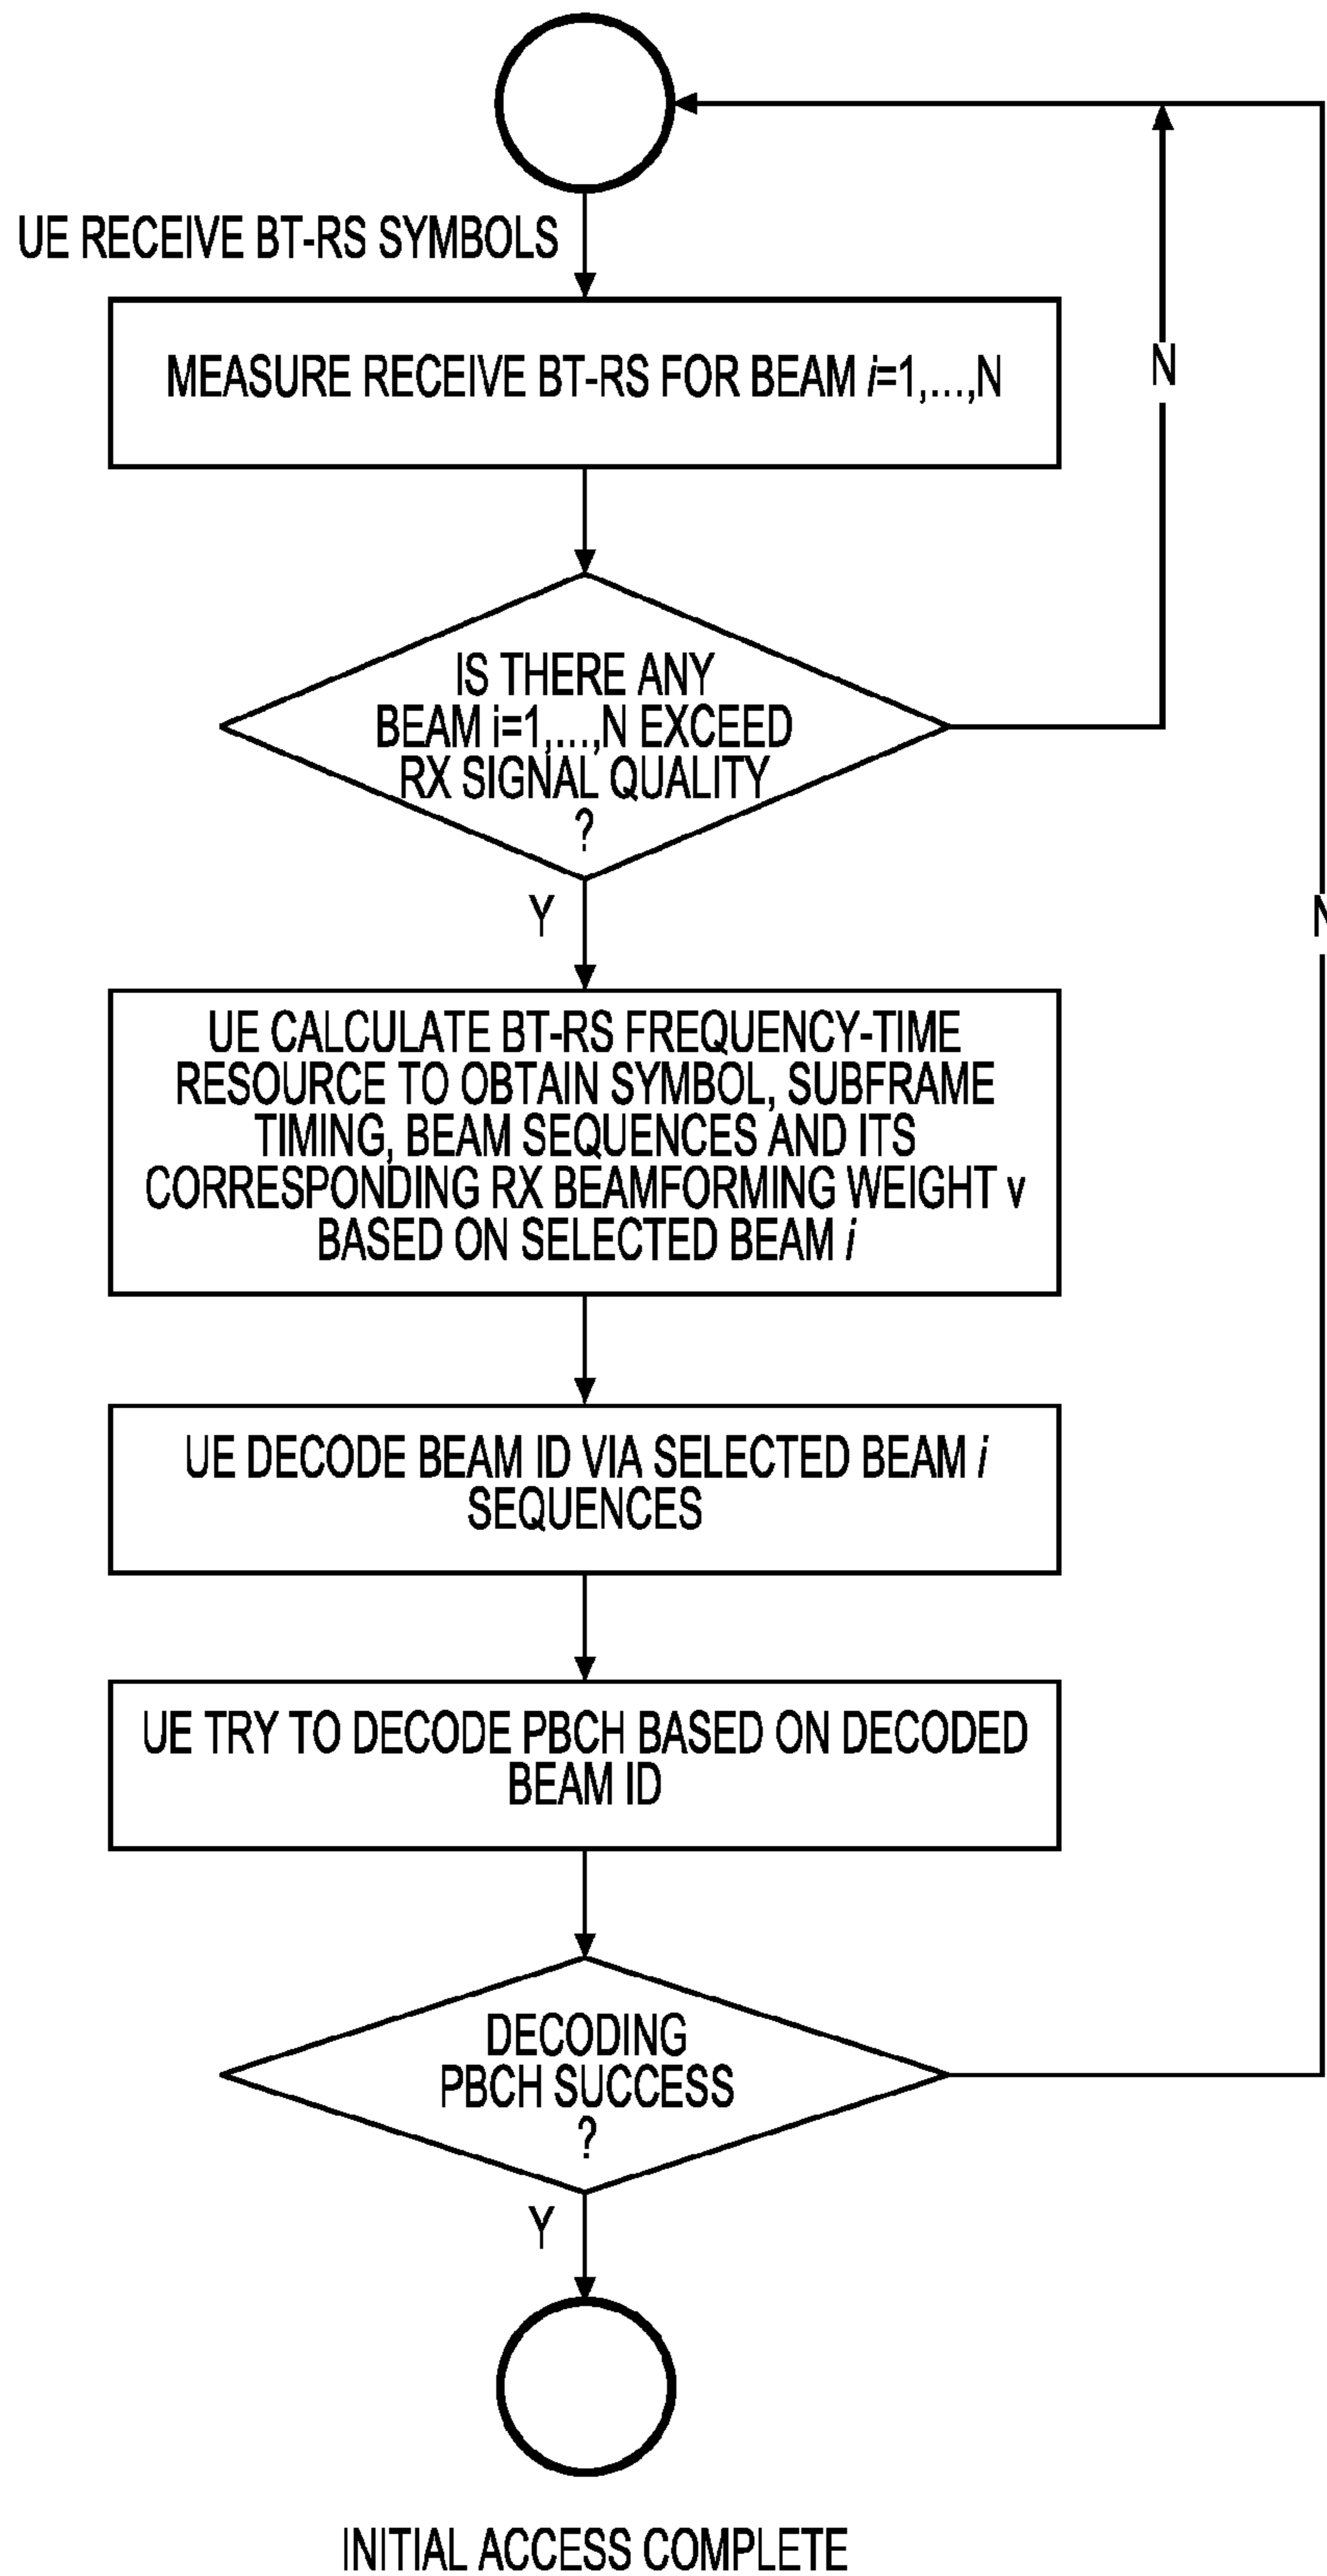 UE RECEIVE BT-RS SYMBOLS
MEASURE RECEIVE BT-RS FOR BEAM i=1,...,N
N
IS THERE ANY
BEAM i=1,...,N EXCEED
RX SIGNAL QUALITY
?
Y
N
UE CALCULATE BT-RS FREQUENCY-TIME
RESOURCE TO OBTAIN SYMBOL, SUBFRAME
TIMING, BEAM SEQUENCES AND ITS
CORRESPONDING RX BEAMFORMING WEIGHT v
BASED ON SELECTED BEAM i
UE DECODE BEAM ID VIA SELECTED BEAM i
SEQUENCES
UE TRY TO DECODE PBCH BASED ON DECODED
BEAM ID
DECODING
PBCH SUCCESS
?
Y
INITIAL ACCESS COMPLETE